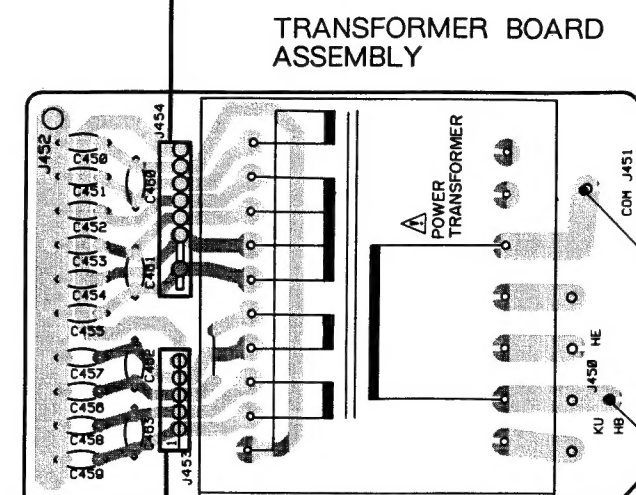 TRANSFORMER BOARD
ASSEMBLY
J452
J454
C450
C451
C452
C453
C454
C455
C457
C456
C458
C459
C460
C461
C462
C463
1
J453
POWER
TRANSFORMER
COM J451
HE
J450
KU
HB